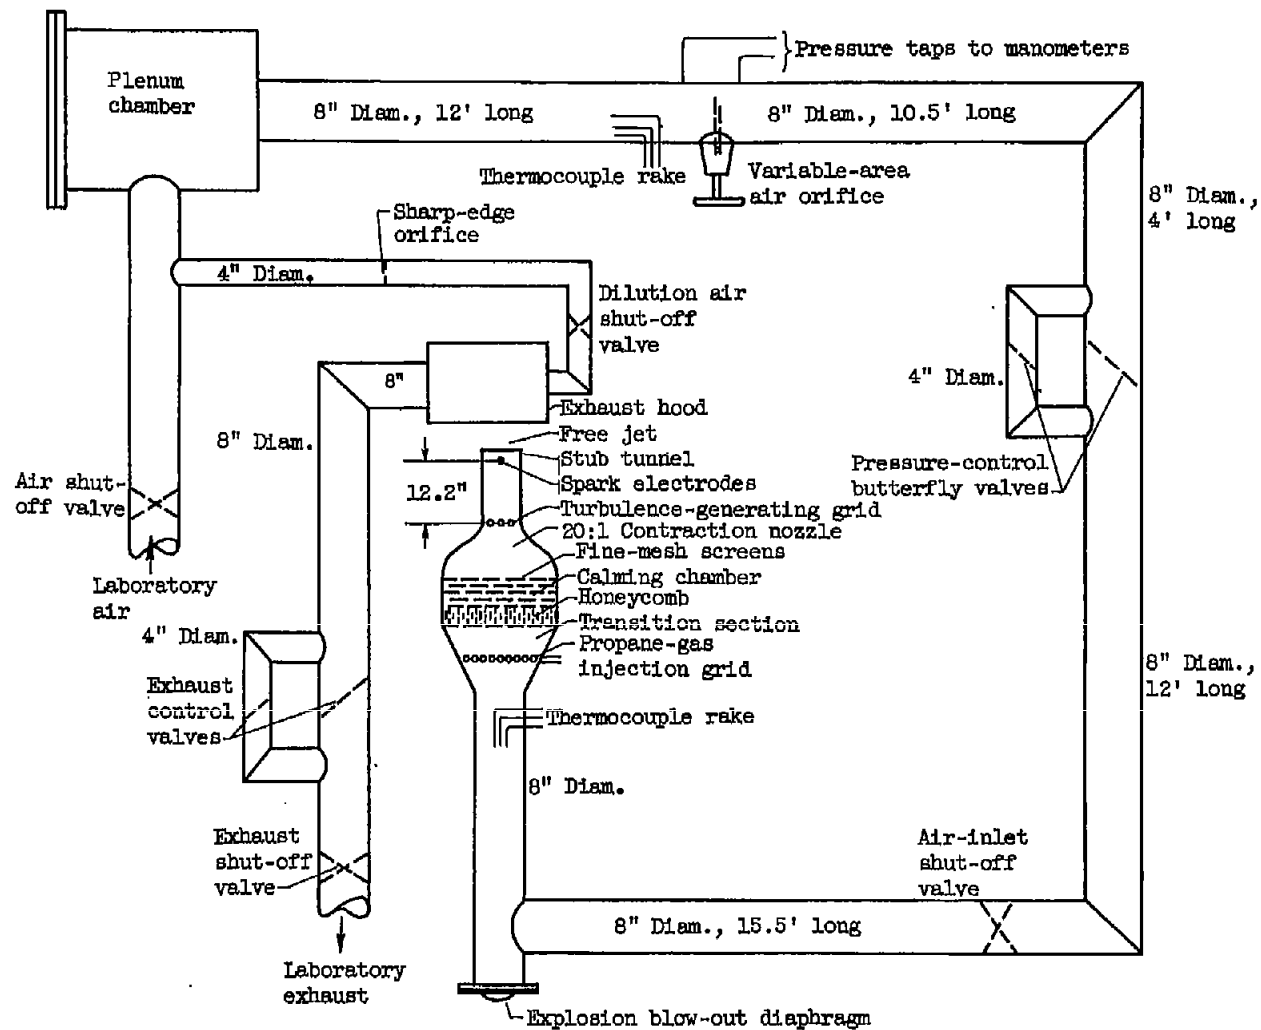 Plenum
chamber
8" Diam., 12' long
Pressure taps to manometers
8" Diam., 10.5' long
Thermocouple rake
Variable-area
air orifice
8" Diam.,
4' long
Sharp-edge
orifice
4" Diam.
Dilution air
shut-off
valve
8"
4" Diam.
Exhaust hood
Free jet
Stub tunnel
Spark electrodes
12.2"
Turbulence-generating grid
20:1 Contraction nozzle
Fine-mesh screens
Calming chamber
Honeycomb
Transition section
Propane-gas
injection grid
8" Diam.
Pressure-control
butterfly valves
Air shut-
off valve
Laboratory
air
4" Diam.
Exhaust
control
valves
Thermocouple rake
8" Diam.
8" Diam.,
12' long
Exhaust
shut-off
valve
Air-inlet
shut-off
valve
8" Diam., 15.5' long
Laboratory
exhaust
Explosion blow-out diaphragm